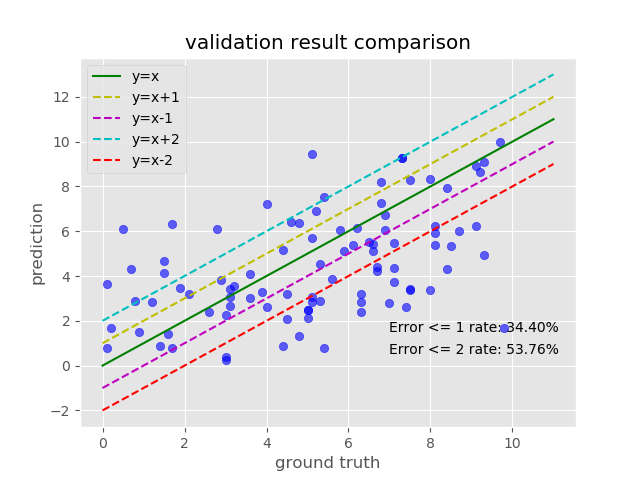 validation result comparison
y=x
y=x+1
y=x-1
y=x+2
y=x-2
12
10
8
6
4
2
0
−2
prediction
Error <= 1 rate: 34.40%
Error <= 2 rate: 53.76%
0 2 4 6 8 10
ground truth